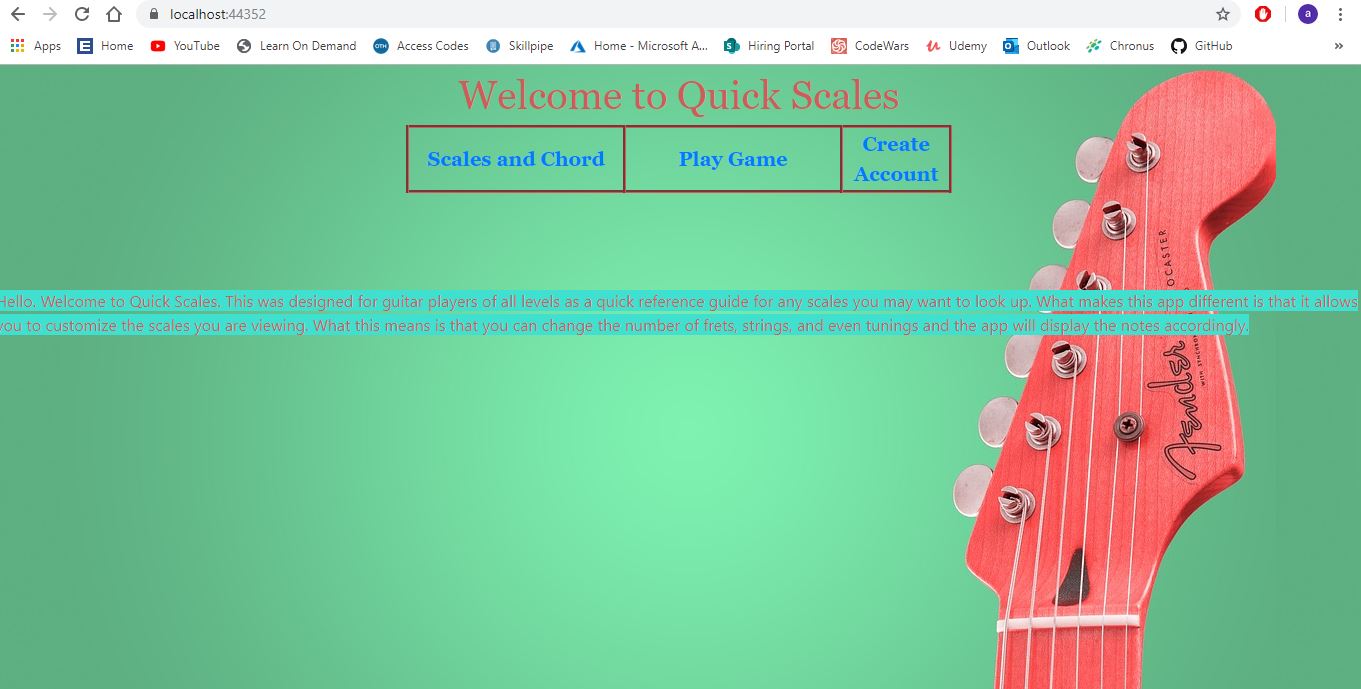 localhost:44352
a
Apps Home YouTube Learn On Demand OTH Access Codes Skillpipe Home - Microsoft A... Hiring Portal CodeWars Udemy Outlook Chronus GitHub »
Welcome to Quick Scales
Scales and Chord Play Game Create
Account
Hello. Welcome to Quick Scales. This was designed for guitar players of all levels as a quick reference guide for any scales you may want to look up. What makes this app different is that it allows
you to customize the scales you are viewing. What this means is that you can change the number of frets, strings, and even tunings and the app will display the notes accordingly.
OCASTER
Fender
WITH SYNCHRON